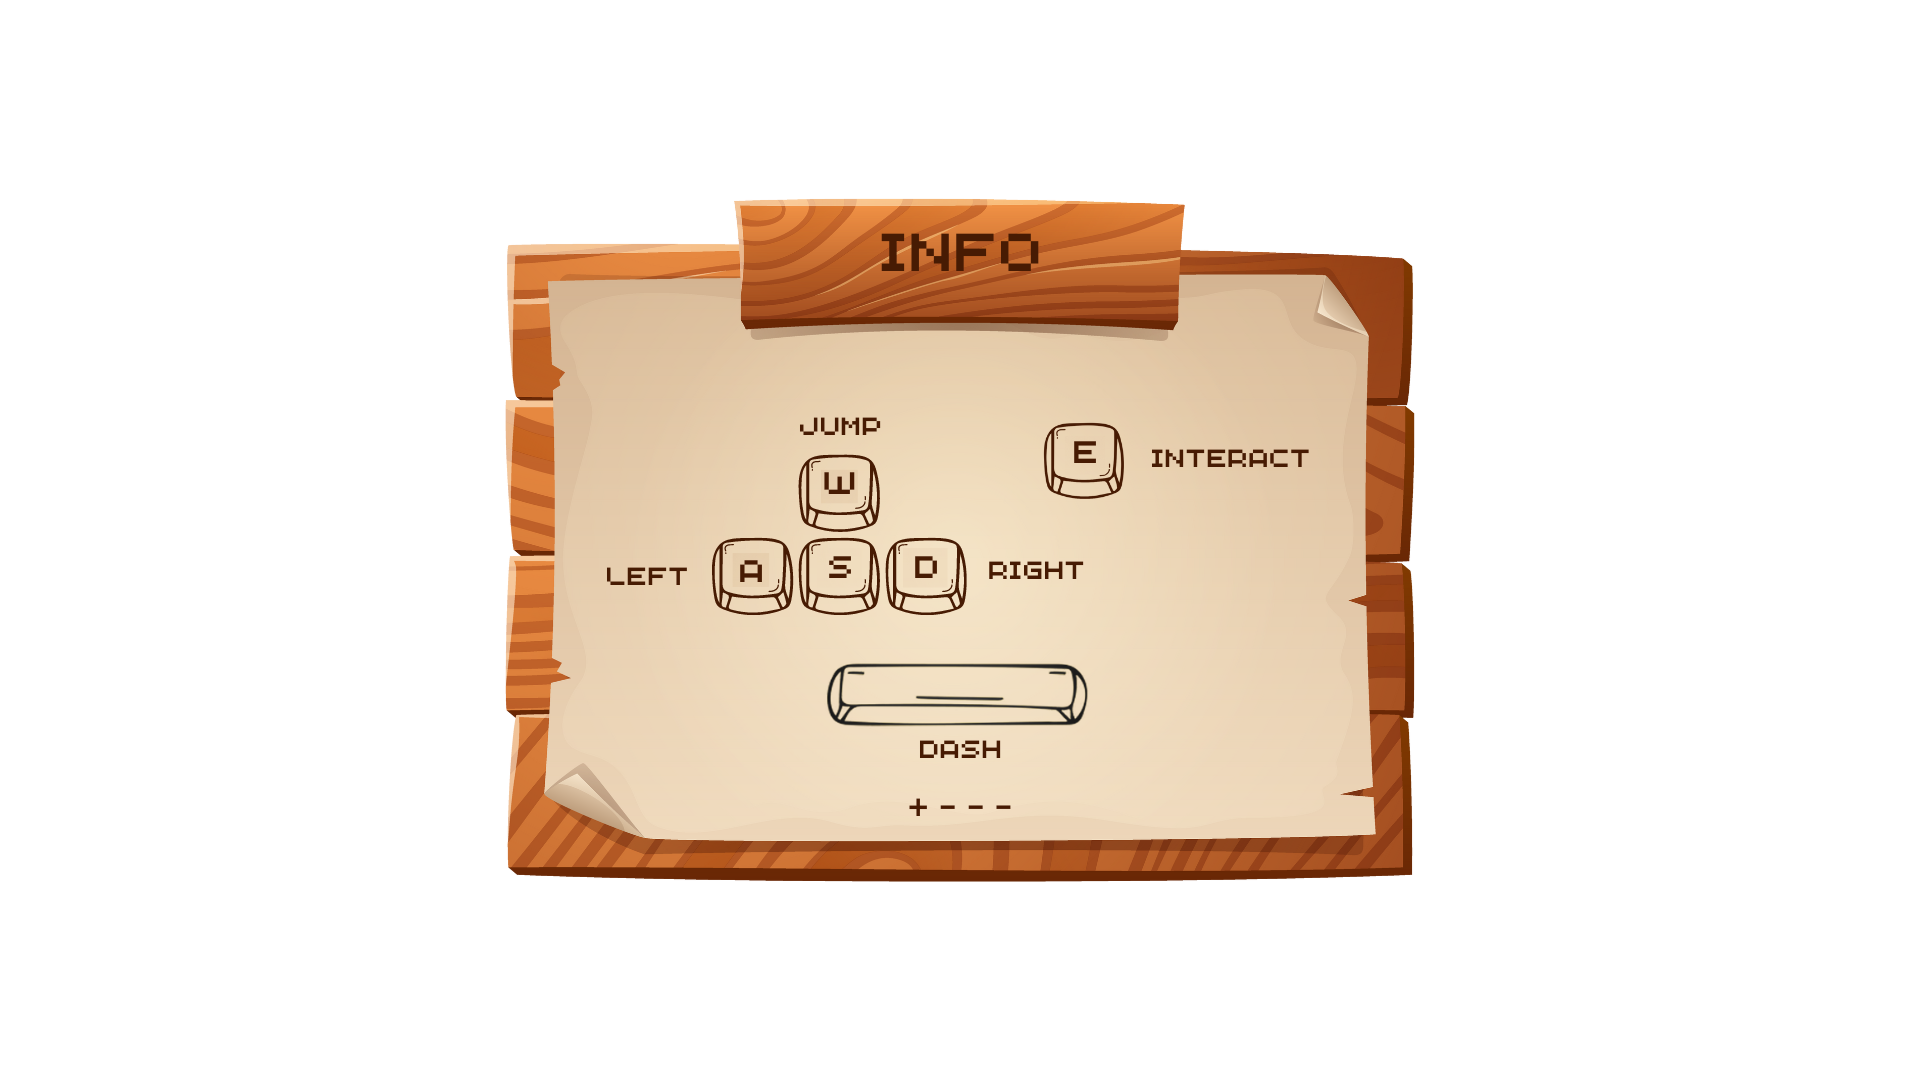 INFO
JUMP
W
E INTERACT
LEFT A S D RIGHT
DASH
+ - - -